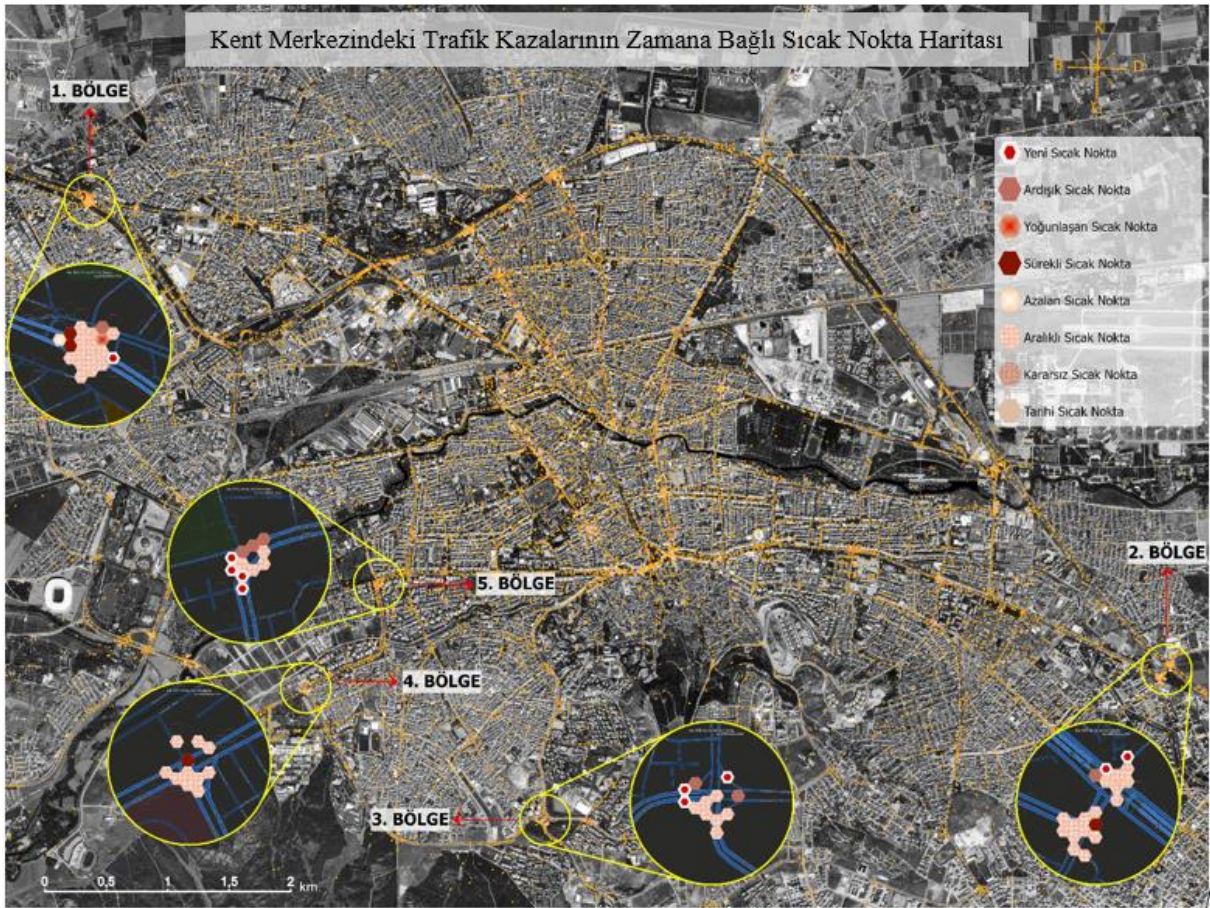 Kent Merkezindeki Trafik Kazalarının Zamana Bağlı Sıcak Nokta Haritası
N
B D
1. BÖLGE
Yeni Sıcak Nokta
Ardışık Sıcak Nokta
Yoğunlaşan Sıcak Nokta
Sürekli Sıcak Nokta
Azalan Sıcak Nokta
Aralıklı Sıcak Nokta
Kararsız Sıcak Nokta
Tarihi Sıcak Nokta
2. BÖLGE
5. BÖLGE
4. BÖLGE
3. BÖLGE
0 0,5 1 1,5 2 km